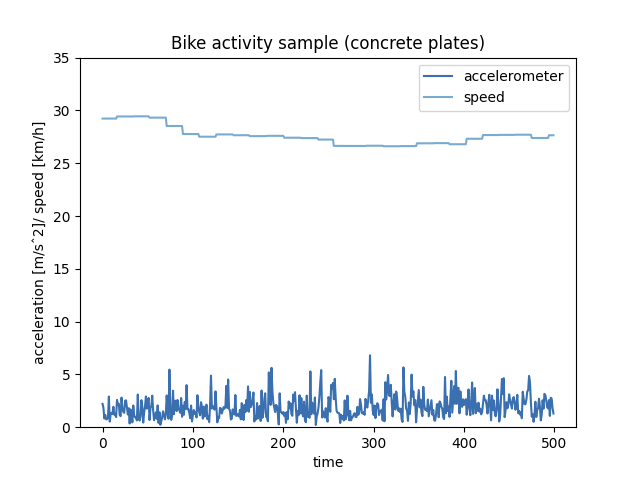 Bike activity sample (concrete plates)
accelerometer
speed
acceleration [m/sˆ2]/ speed [km/h]
35
30
25
20
15
10
5
0
0 100 200 300 400 500
time